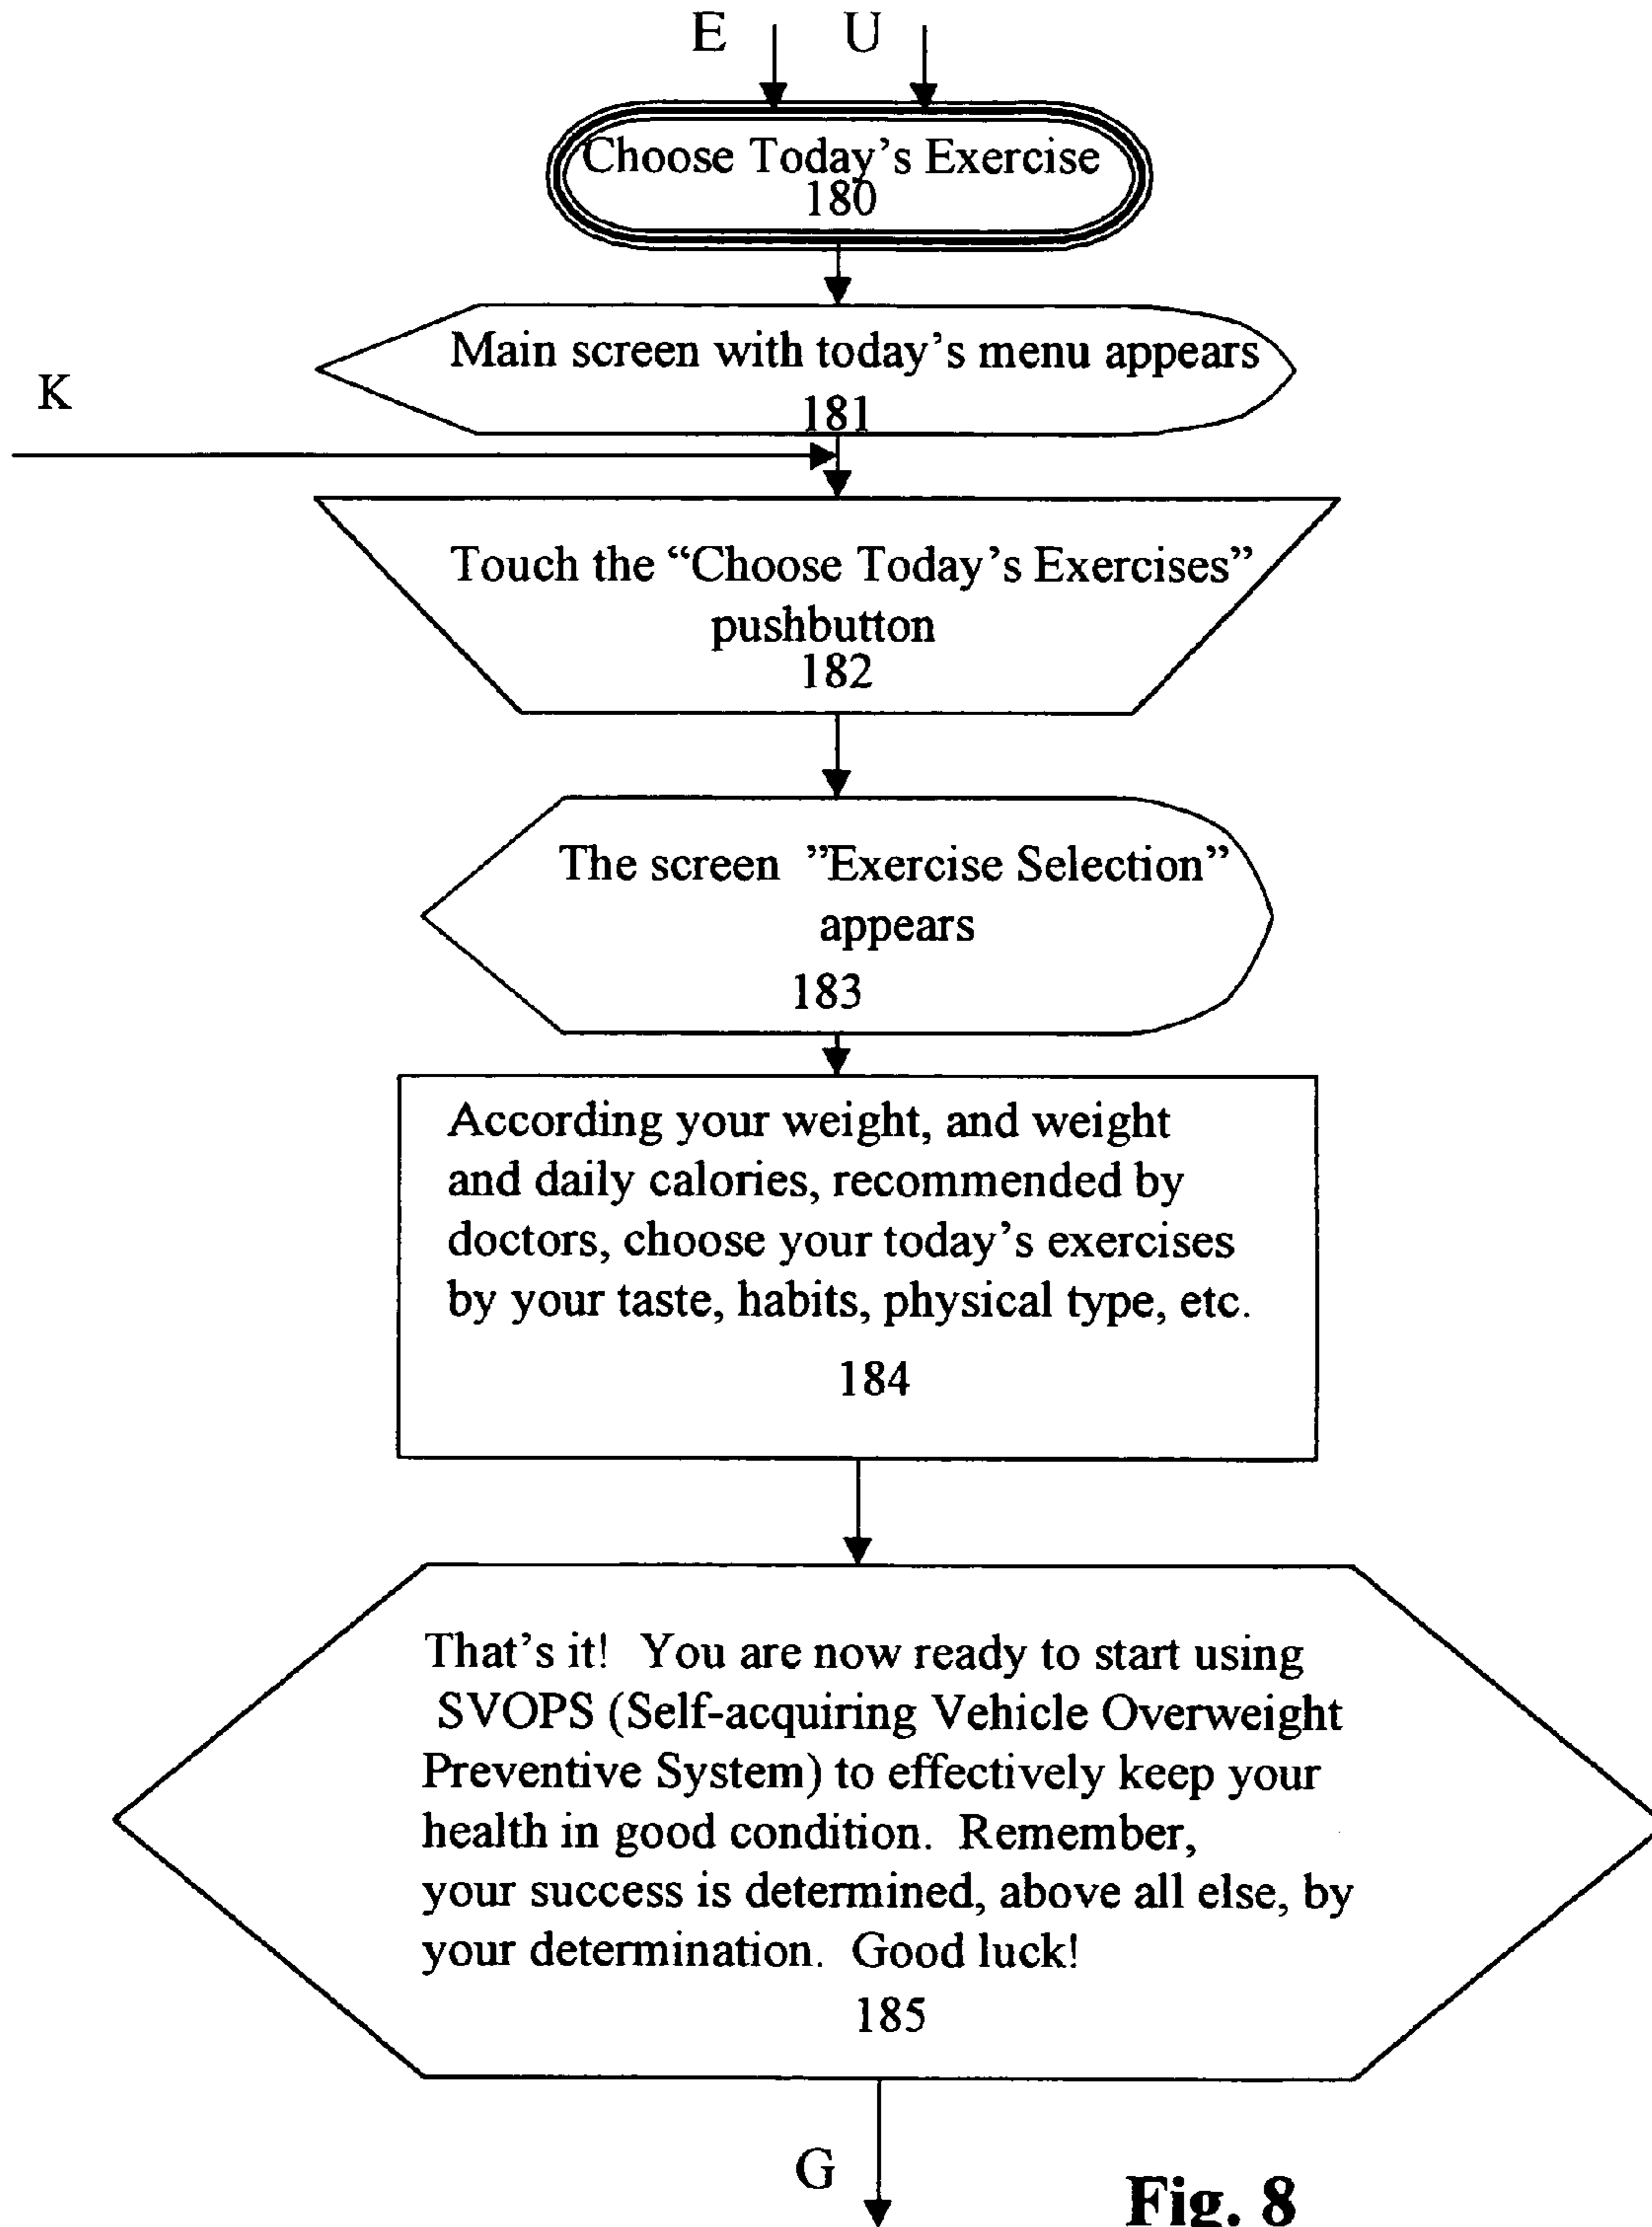 E U
Choose Today's Exercise
180
Main screen with today's menu appears
K
181
Touch the “Choose Today's Exercises”
pushbutton
182
The screen ”Exercise Selection”
appears
183
According your weight, and weight
and daily calories, recommended by
doctors, choose your today's exercises
by your taste, habits, physical type, etc.
184
That's it! You are now ready to start using
SVOPS (Self-acquiring Vehicle Overweight
Preventive System) to effectively keep your
health in good condition. Remember,
your success is determined, above all else, by
your determination. Good luck!
185
G
Fig. 8